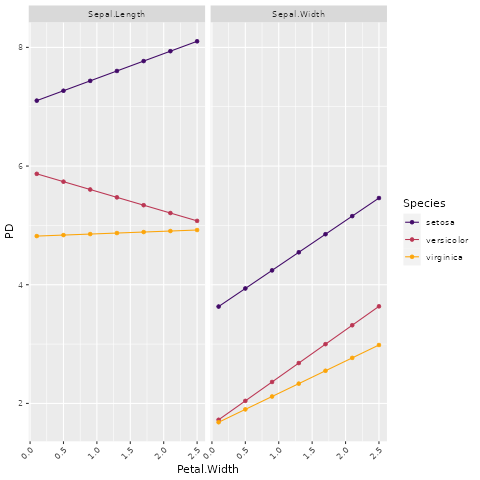 Sepal.Length
Sepal.Width
8
6
4
2
PD
0.0 0.5 1.0 1.5 2.0 2.5
0.0 0.5 1.0 1.5 2.0 2.5
Petal.Width
Species
setosa
versicolor
virginica